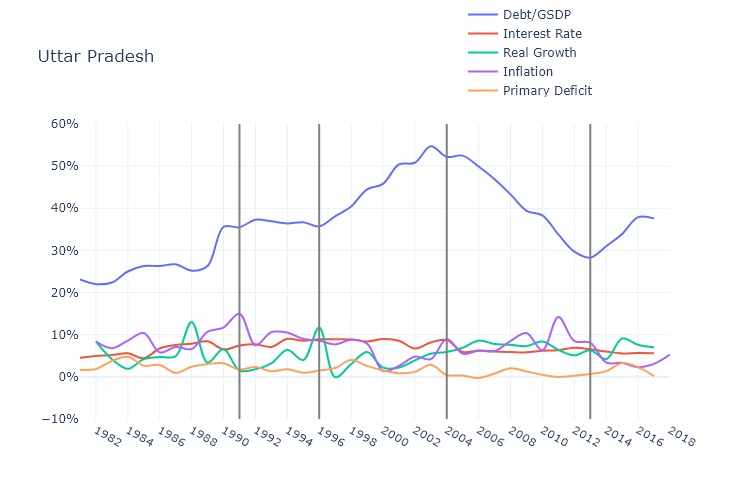 Debt/GSDP
Interest Rate
Real Growth
Inflation
Primary Deficit
Uttar Pradesh
60%
50%
40%
30%
20%
10%
0%
−10%
1982 1984 1986 1988 1990 1992 1994 1996 1998 2000 2002 2004 2006 2008 2010 2012 2014 2016 2018